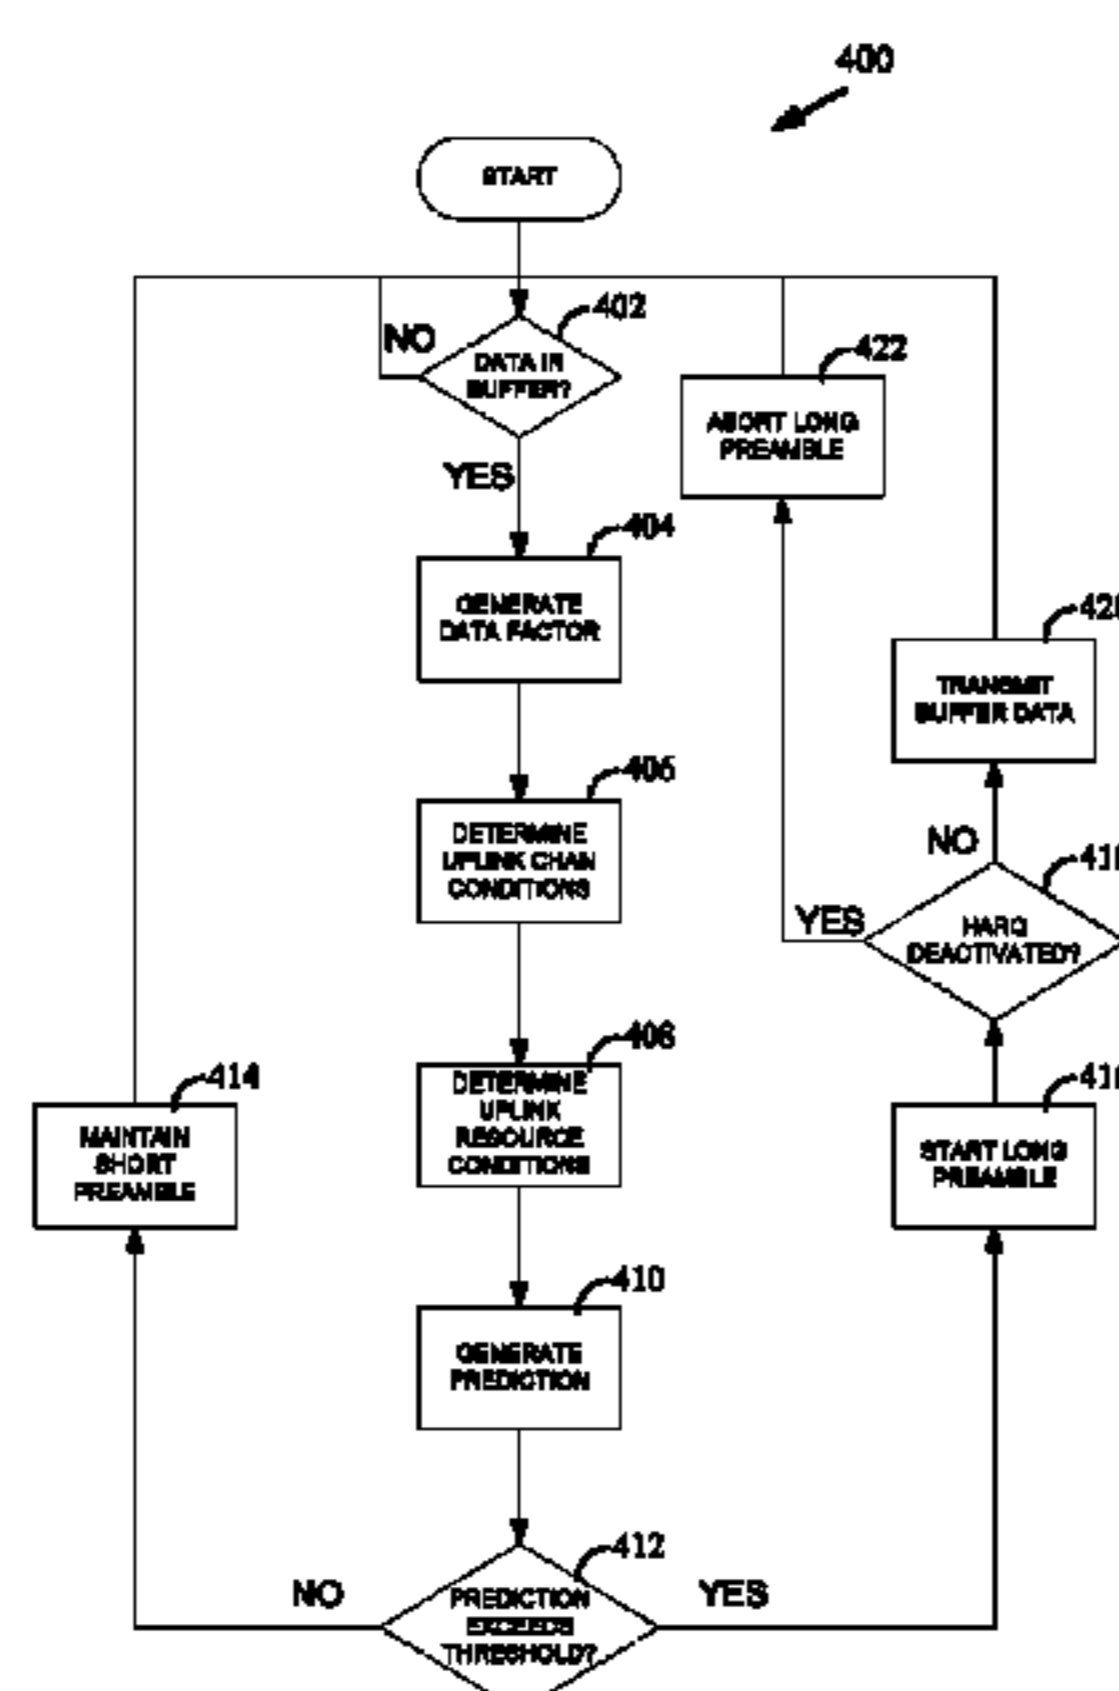 400
START
402
NO
DATA IN
BUFFER?
422
ABORT LONG
PREAMBLE
YES
404
GENERATE
DATA FACTOR
TRANSMIT
BUFFER DATA
406
DETERMINE
UPLINK CHAN
CONDITIONS
NO
YES
HARQ
DEACTIVATED?
408
DETERMINE
UPLINK
RESOURCE
CONDITIONS
414
MAINTAIN
SHORT
PREAMBLE
START LONG
PREAMBLE
410
GENERATE
PREDICTION
412
NO
PREDICTION
EXCEEDS
THRESHOLD?
YES